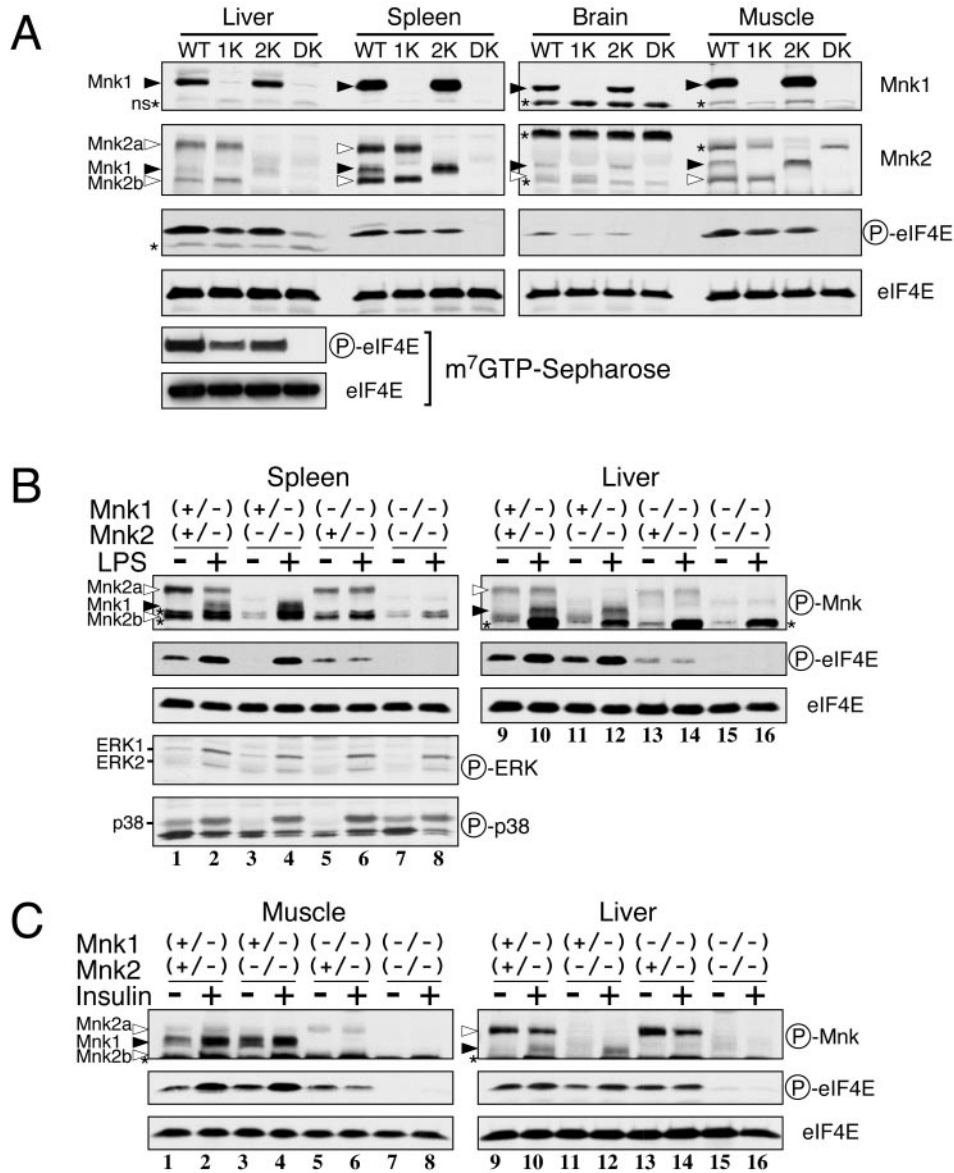 A
Liver Spleen Brain Muscle
WT 1K 2K DK WT 1K 2K DK WT 1K 2K DK WT 1K 2K DK
Mnk1 Mnk1
ns* * *
Mnk2a * * Mnk2
Mnk1
Mnk2b *
* Ⓟ-eIF4E
eIF4E
Ⓟ-eIF4E
m⁷GTP-Sepharose
eIF4E
B
Spleen Liver
Mnk1 (+/-) (+/-) (-/-) (-/-) (+/-) (+/-) (-/-) (-/-)
Mnk2 (+/-) (-/-) (+/-) (-/-) (+/-) (-/-) (+/-) (-/-)
LPS - + - + - + - + - + - + - + - +
Mnk2a
Mnk1 Ⓟ-Mnk
*
Mnk2b
* * *
Ⓟ-eIF4E
eIF4E
9 10 11 12 13 14 15 16
ERK1
ERK2 Ⓟ-ERK
p38 Ⓟ-p38
1 2 3 4 5 6 7 8
C
Muscle Liver
Mnk1 (+/-) (+/-) (-/-) (-/-) (+/-) (+/-) (-/-) (-/-)
Mnk2 (+/-) (-/-) (+/-) (-/-) (+/-) (-/-) (+/-) (-/-)
Insulin - + - + - + - + - + - + - + - +
Mnk2a
Mnk1 Ⓟ-Mnk
Mnk2b
* *
Ⓟ-eIF4E
eIF4E
1 2 3 4 5 6 7 8 9 10 11 12 13 14 15 16